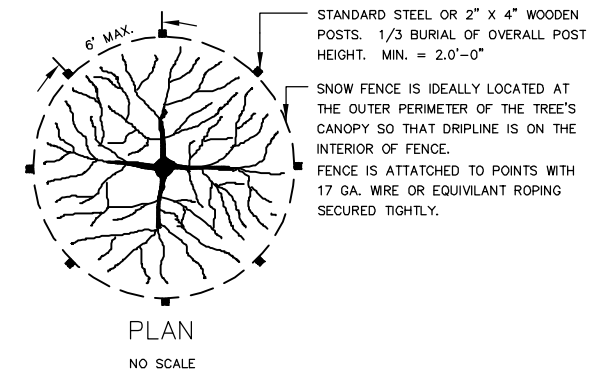 6' MAX.
STANDARD STEEL OR 2" X 4" WOODEN
POSTS. 1/3 BURIAL OF OVERALL POST
HEIGHT. MIN. = 2.0'-0"
SNOW FENCE IS IDEALLY LOCATED AT
THE OUTER PERIMETER OF THE TREE'S
CANOPY SO THAT DRIPLINE IS ON THE
INTERIOR OF FENCE.
FENCE IS ATTATCHED TO POINTS WITH
17 GA. WIRE OR EQUIVILANT ROPING
SECURED TIGHTLY.
PLAN
NO SCALE